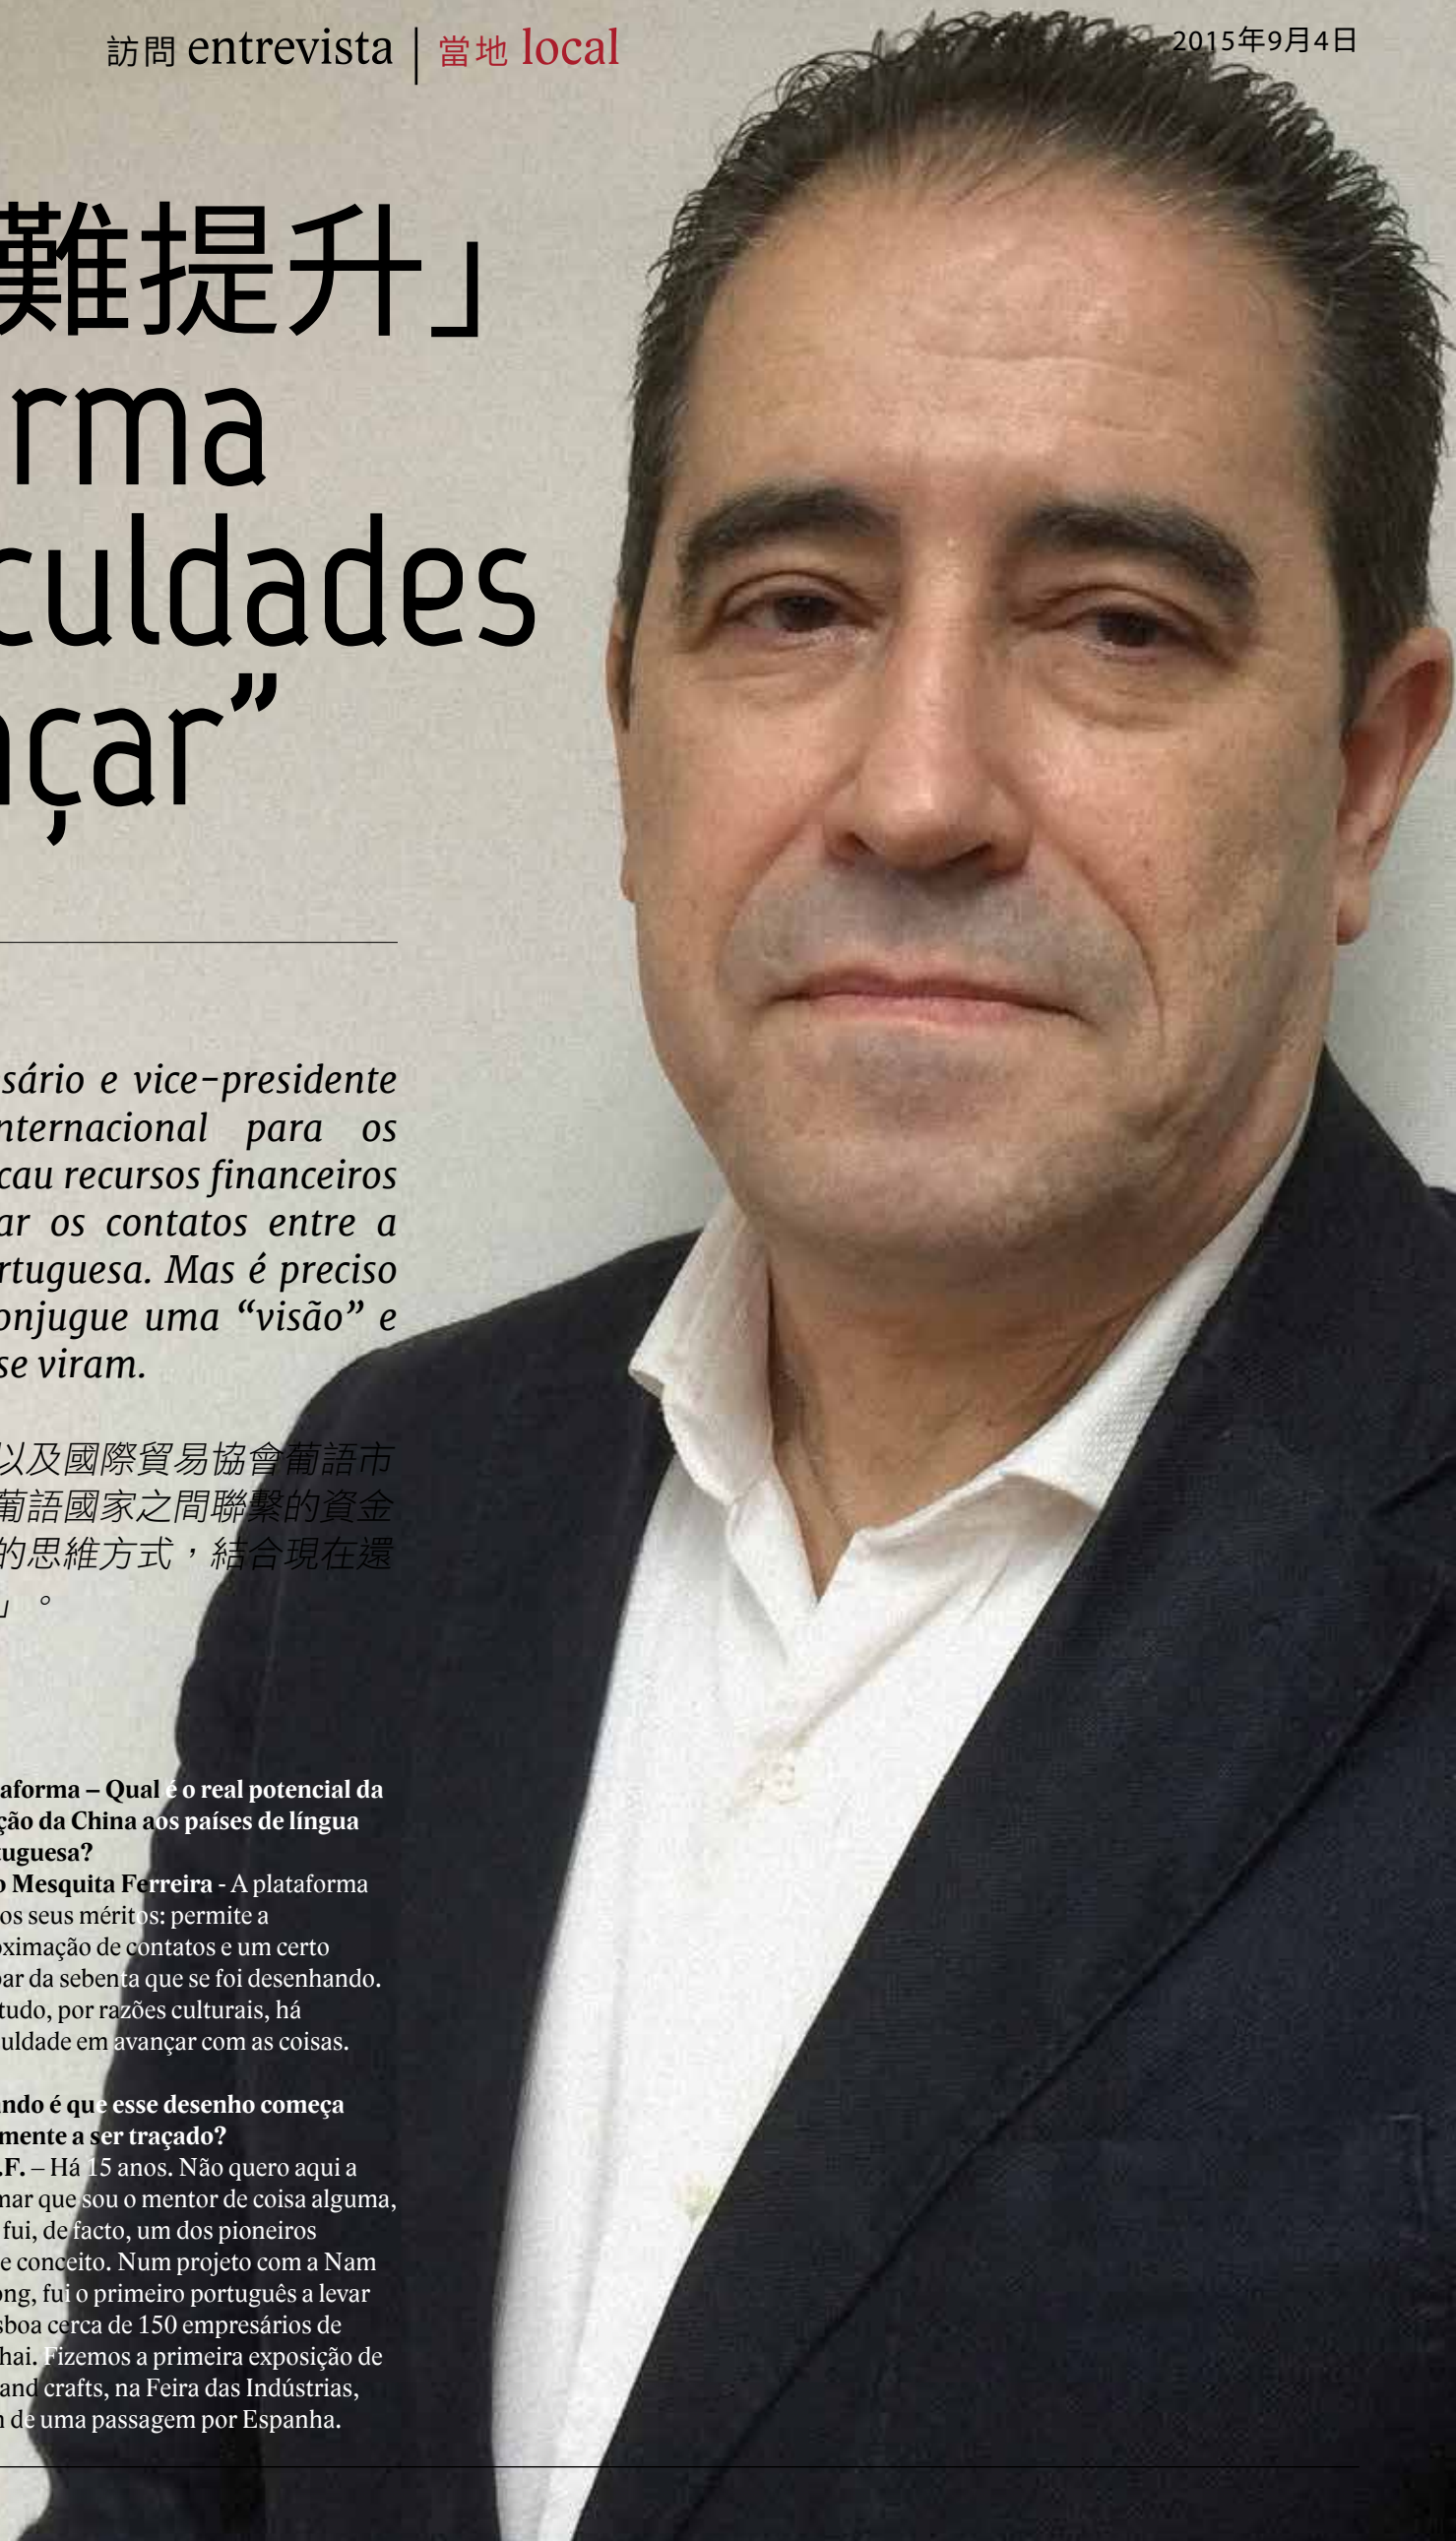 訪問 entrevista | 當地 local
2015年9月4日
難提升」
rma
culdades
nçar”
sário e vice-presidente
nternacional para os
cau recursos financeiros
ar os contatos entre a
rtuguesa. Mas é preciso
onjugue uma “visão” e
se viram.
以及國際貿易協會葡語市
葡語國家之間聯繫的資金
的思維方式，結合現在還
」。
aforma – Qual é o real potencial da
ção da China aos países de língua
tuguesa?
o Mesquita Ferreira - A plataforma
os seus méritos: permite a
oximação de contatos e um certo
par da sebenta que se foi desenhando.
tudo, por razões culturais, há
culdade em avançar com as coisas.
ndo é que esse desenho começa
mente a ser traçado?
.F. – Há 15 anos. Não quero aqui a
mar que sou o mentor de coisa alguma,
fui, de facto, um dos pioneiros
e conceito. Num projeto com a Nam
ong, fui o primeiro português a levar
sboa cerca de 150 empresários de
hai. Fizemos a primeira exposição de
and crafts, na Feira das Indústrias,
m de uma passagem por Espanha.